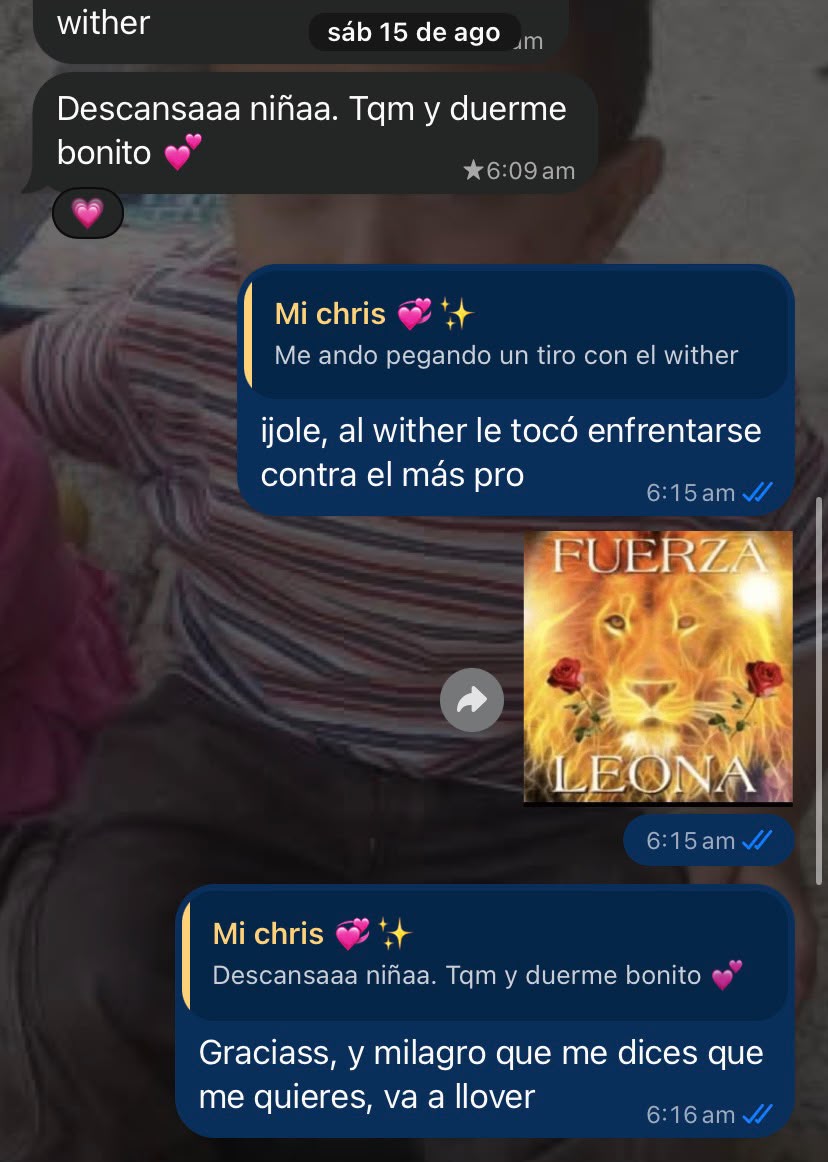 wither
sáb 15 de ago
am
Descansaaa niñaa. Tqm y duerme
bonito 💕
★6:09 am
💗
Mi chris 💞✨
Me ando pegando un tiro con el wither
ijole, al wither le tocó enfrentarse
contra el más pro
6:15 am
FUERZA
LEONA
6:15 am
Mi chris 💞✨
Descansaaa niñaa. Tqm y duerme bonito 💕
Graciass, y milagro que me dices que
me quieres, va a llover
6:16 am